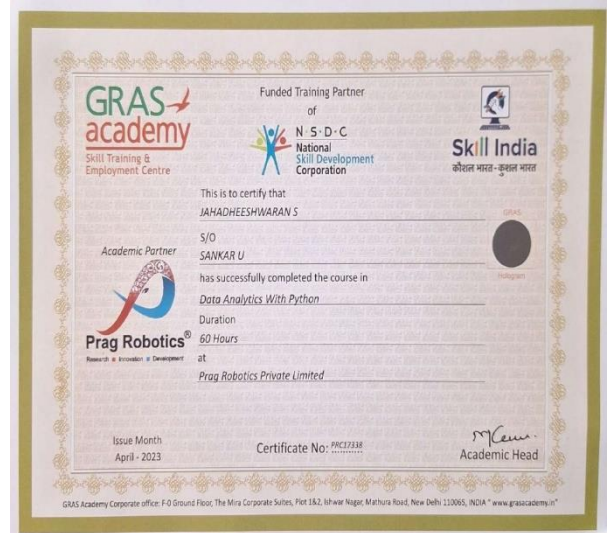 GRAS
academy
Skill Training &
Employment Centre
Funded Training Partner
of
N·S·D·C
National
Skill Development
Corporation
Skill India
कौशल भारत - कुशल भारत
This is to certify that
JAHADHEESHWARAN S
S/O
SANKAR U
has successfully completed the course in
Data Analytics With Python
Duration
60 Hours
at
Prag Robotics Private Limited
GRAS
Hologram
Academic Partner
Prag Robotics®
Research Innovation Development
Issue Month
April - 2023
Certificate No: PRC17338
Academic Head
GRAS Academy Corporate office: F-0 Ground Floor, The Mira Corporate Suites, Plot 1&2, Ishwar Nagar, Mathura Road, New Delhi 110065, INDIA * www.grasacademy.in*